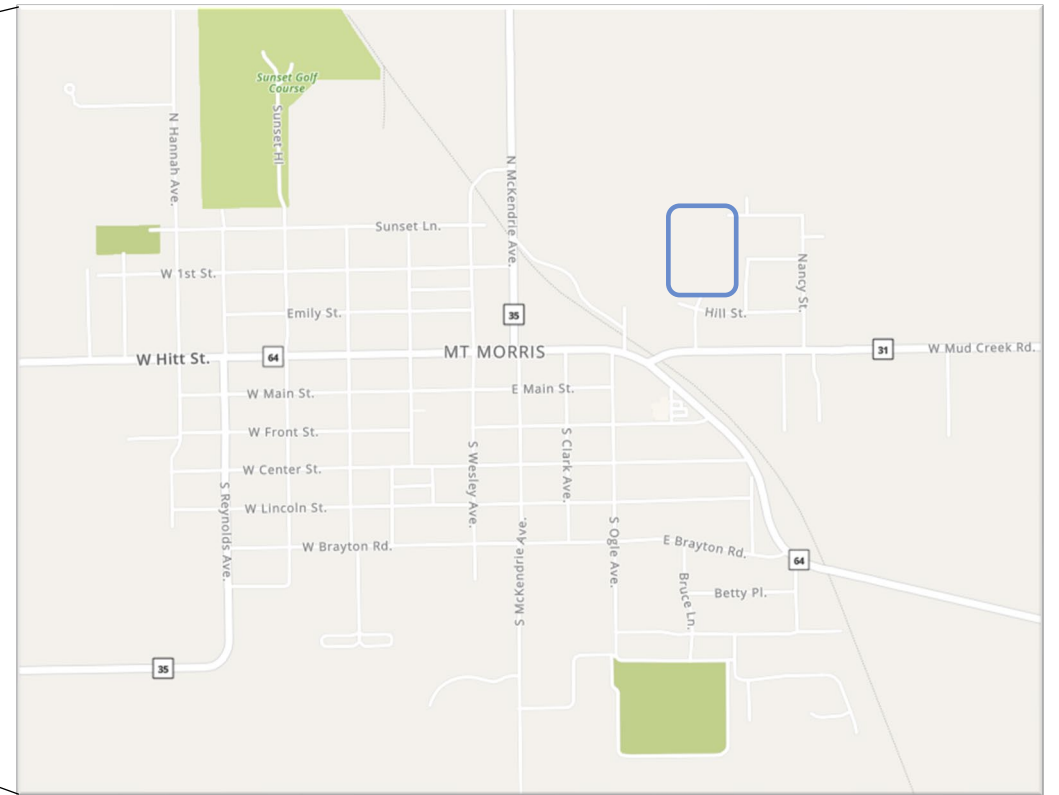 Sunset Golf
Course
N Hannah Ave.
Sunset Hl
N McKendrie Ave.
Sunset Ln.
W 1st St.
Nancy St.
Emily St.
35
Hill St.
W Hitt St.
64
MT MORRIS
31
W Mud Creek Rd.
W Main St.
E Main St.
W Front St.
S Wesley Ave.
S Clark Ave.
W Center St.
S Reynolds Ave.
W Lincoln St.
S McKendrie Ave.
S Ogle Ave.
W Brayton Rd.
E Brayton Rd.
64
Bruce Ln.
Betty Pl.
35